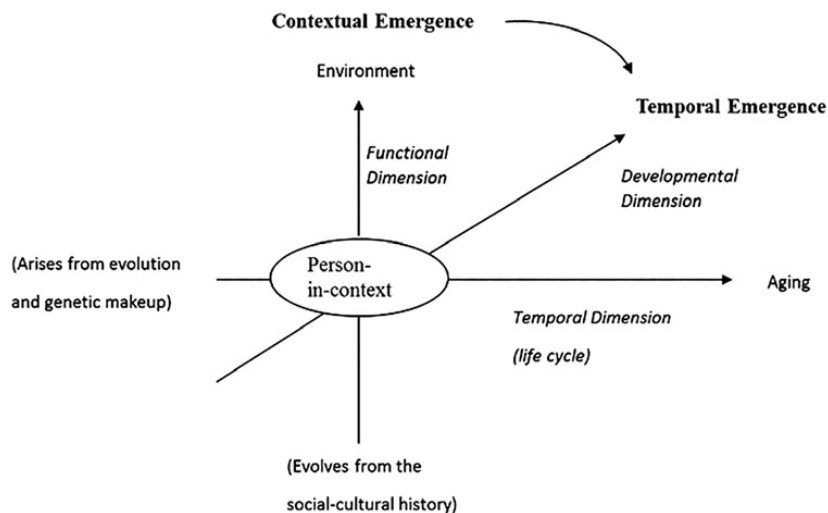 Contextual Emergence
Environment
Temporal Emergence
Functional
Dimension
Developmental
Dimension
(Arises from evolution
and genetic makeup)
Person-
in-context
Aging
Temporal Dimension
(life cycle)
(Evolves from the
social-cultural history)